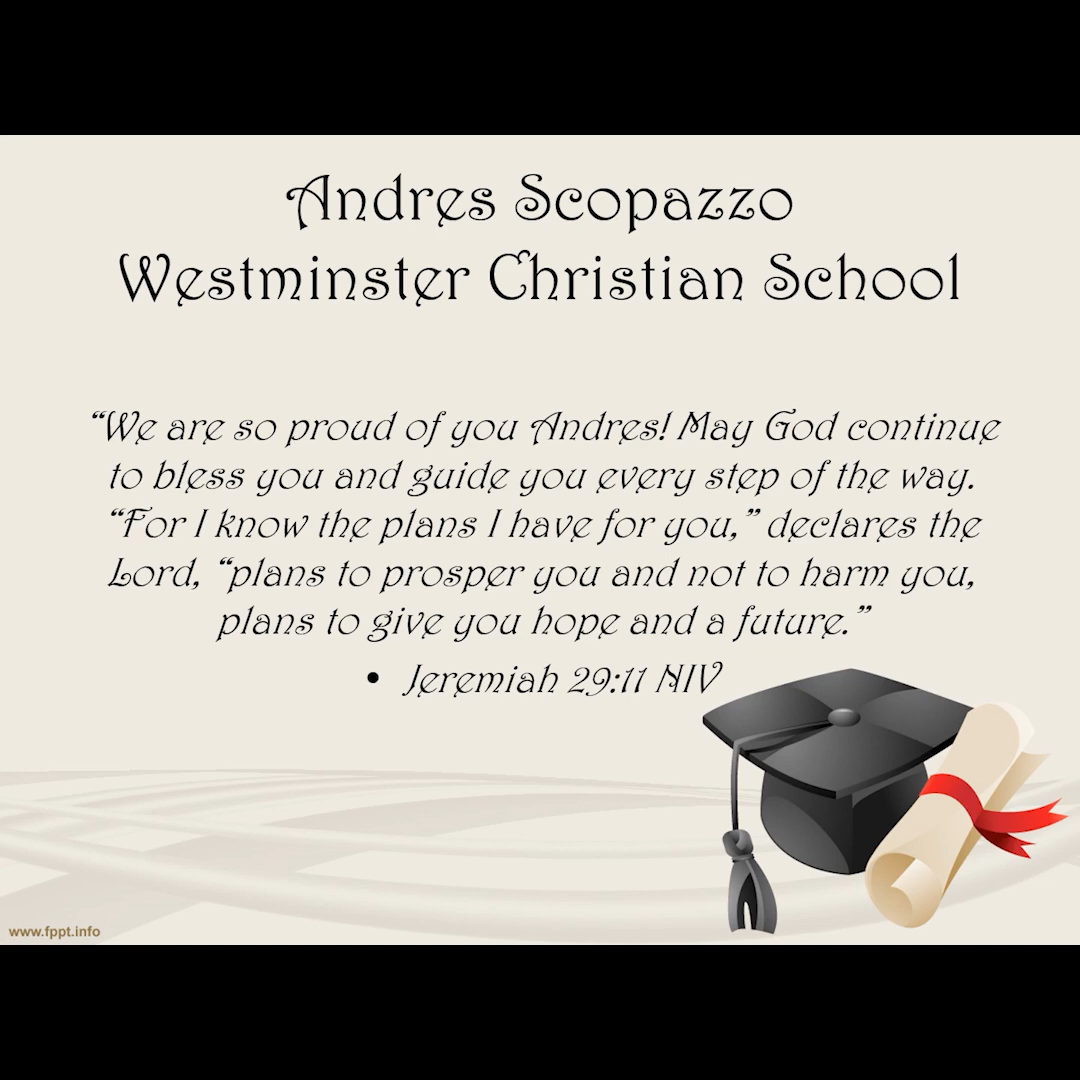 Andres Scopazzo
Westminster Christian School
“We are so proud of you Andres! May God continue
to bless you and guide you every step of the way.
“For I know the plans I have for you,” declares the
Lord, “plans to prosper you and not to harm you,
plans to give you hope and a future.”
• Jeremiah 29:11 NIV
www.fppt.info